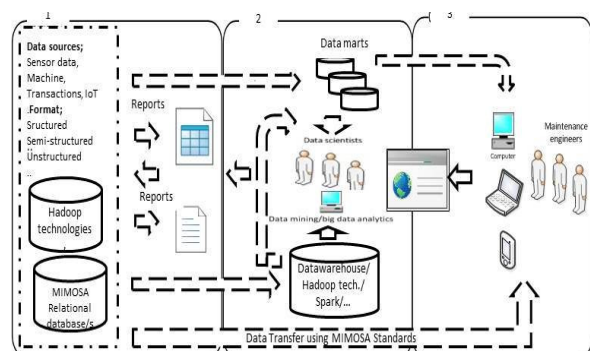 1
2
3
Data sources;
Sensor data,
Machine,
Transactions, IoT
.Format;
Sructured
Semi-structured
Unstructured
..
Hadoop
technologies
MIMOSA
Relational
database/s
Reports
Reports
Data marts
Data scientists
Data mining/big data analytics
Datawarehouse/
Hadoop tech./
Spark/...
Computer
Maintenance
engineers
Data Transfer using MIMOSA Standards